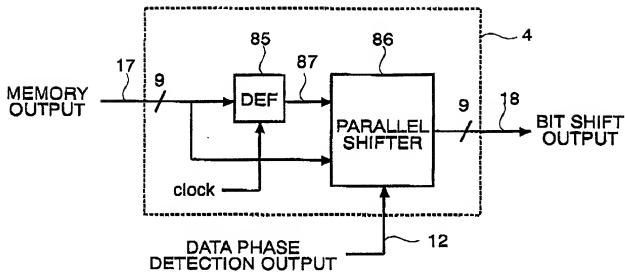 85
87
86
4
MEMORY
OUTPUT
17
9
DEF
PARALLEL
SHIFTER
9
18
BIT SHIFT
OUTPUT
clock
DATA PHASE
DETECTION OUTPUT
12